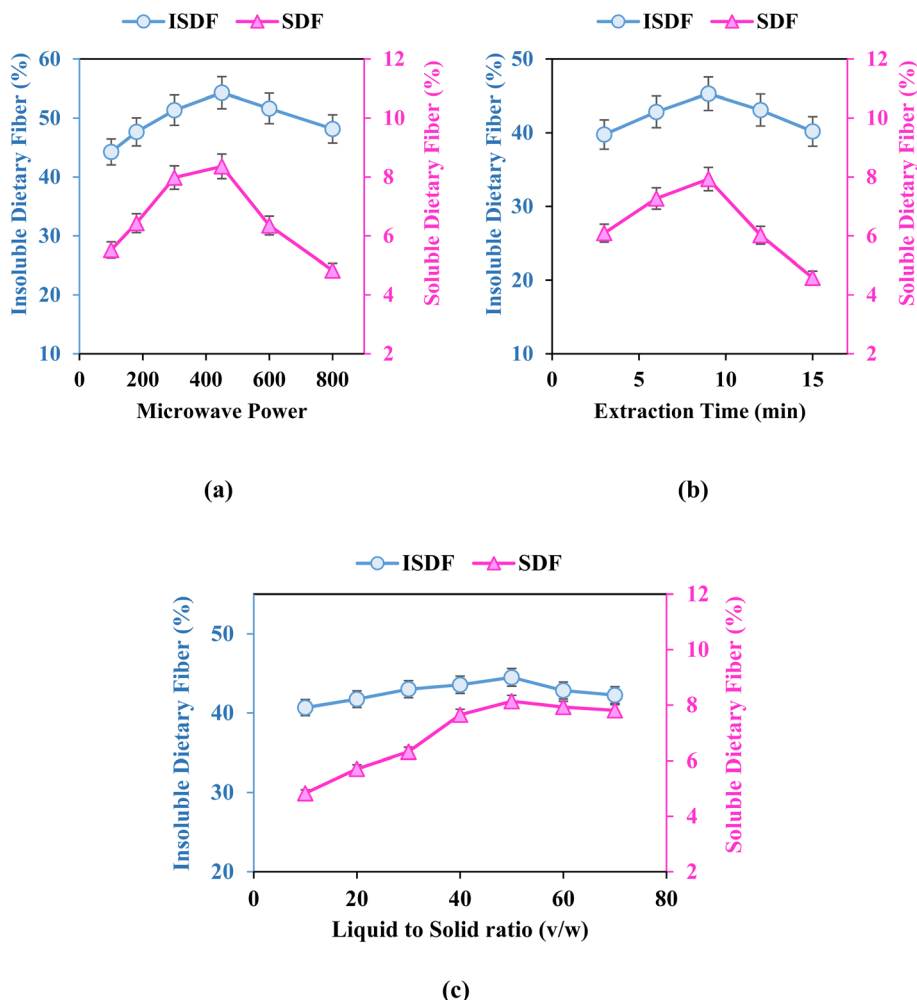 ISDF SDF
Insoluble Dietary Fiber (%)
60
50
40
30
20
10
12
10
8
6
4
2
Soluble Dietary Fiber (%)
0 200 400 600 800
Microwave Power
(a)
ISDF SDF
Insoluble Dietary Fiber (%)
50
40
30
20
10
12
10
8
6
4
2
Soluble Dietary Fiber (%)
0 5 10 15
Extraction Time (min)
(b)
ISDF SDF
Insoluble Dietary Fiber (%)
50
40
30
20
12
10
8
6
4
2
Soluble Dietary Fiber (%)
0 20 40 60 80
Liquid to Solid ratio (v/w)
(c)